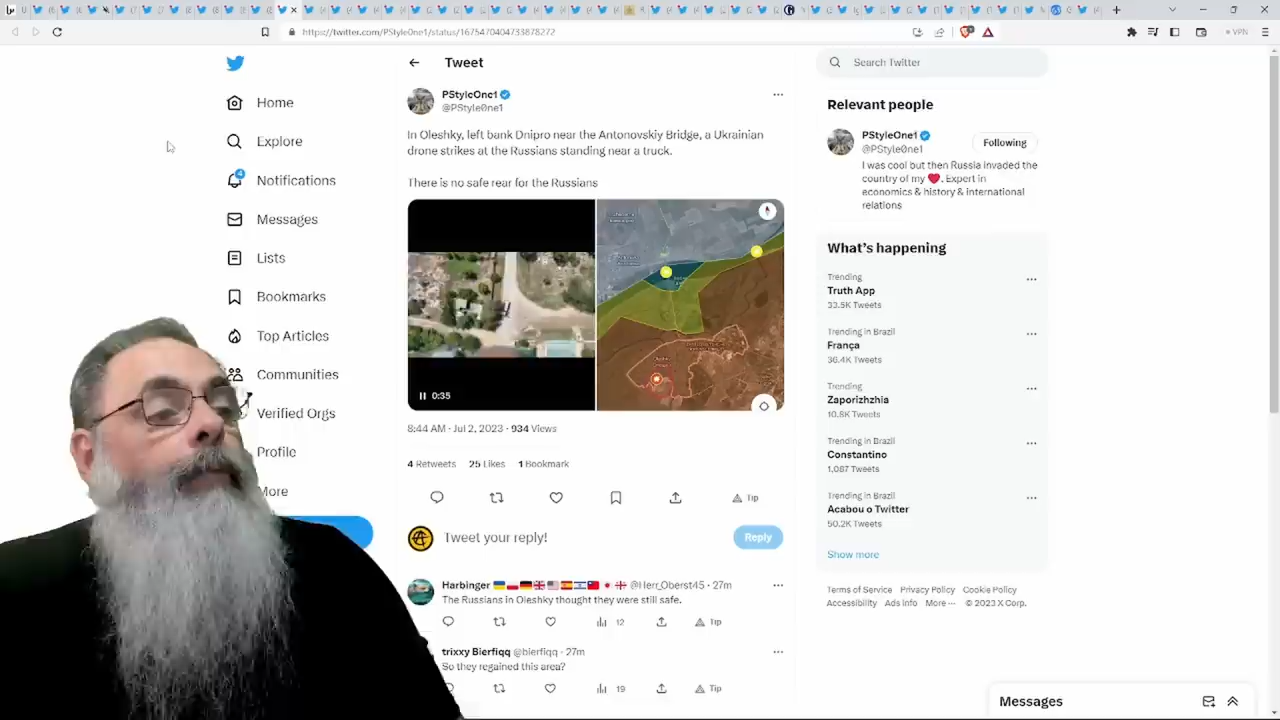 https://twitter.com/PStyle0ne1/status/1675470404733878272
VPN
Home
Explore
4
Notifications
Messages
Lists
Bookmarks
Top Articles
Communities
Verified Orgs
Profile
More
Tweet
PStyleOne1
@PStyle0ne1
In Oleshky, left bank Dnipro near the Antonovskiy Bridge, a Ukrainian
drone strikes at the Russians standing near a truck.
There is no safe rear for the Russians
0:35
8:44 AM · Jul 2, 2023 · 934 Views
4 Retweets 25 Likes 1 Bookmark
Tip
Tweet your reply!
Reply
Harbinger @Herr_Oberst45 · 27m
The Russians in Oleshky thought they were still safe.
12
Tip
trixxy Bierfiqq @bierfiqq · 27m
So they regained this area?
19
Tip
Search Twitter
Relevant people
PStyleOne1
@PStyle0ne1
Following
I was cool but then Russia invaded the
country of my ❤️. Expert in
economics & history & international
relations
What's happening
Trending
Truth App
33.5K Tweets
Trending in Brazil
França
36.4K Tweets
Trending
Zaporizhzhia
10.8K Tweets
Trending in Brazil
Constantino
1,087 Tweets
Trending in Brazil
Acabou o Twitter
50.2K Tweets
Show more
Terms of Service Privacy Policy Cookie Policy
Accessibility Ads info More ··· © 2023 X Corp.
Messages